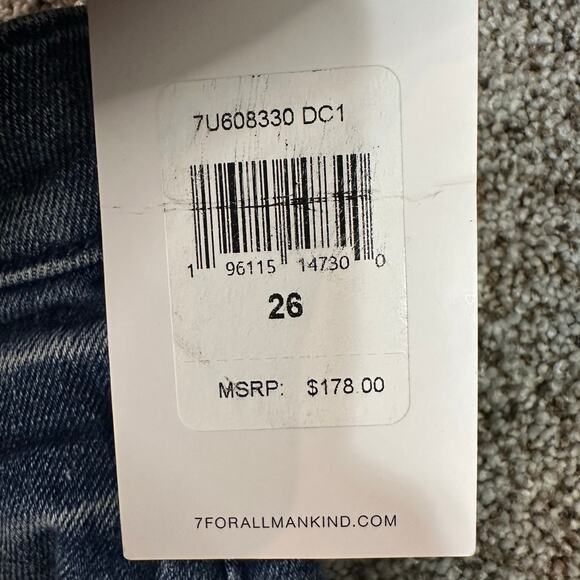 7U608330 DC1
1 96115 14730 0
26
MSRP: $178.00
7FORALLMANKIND.COM